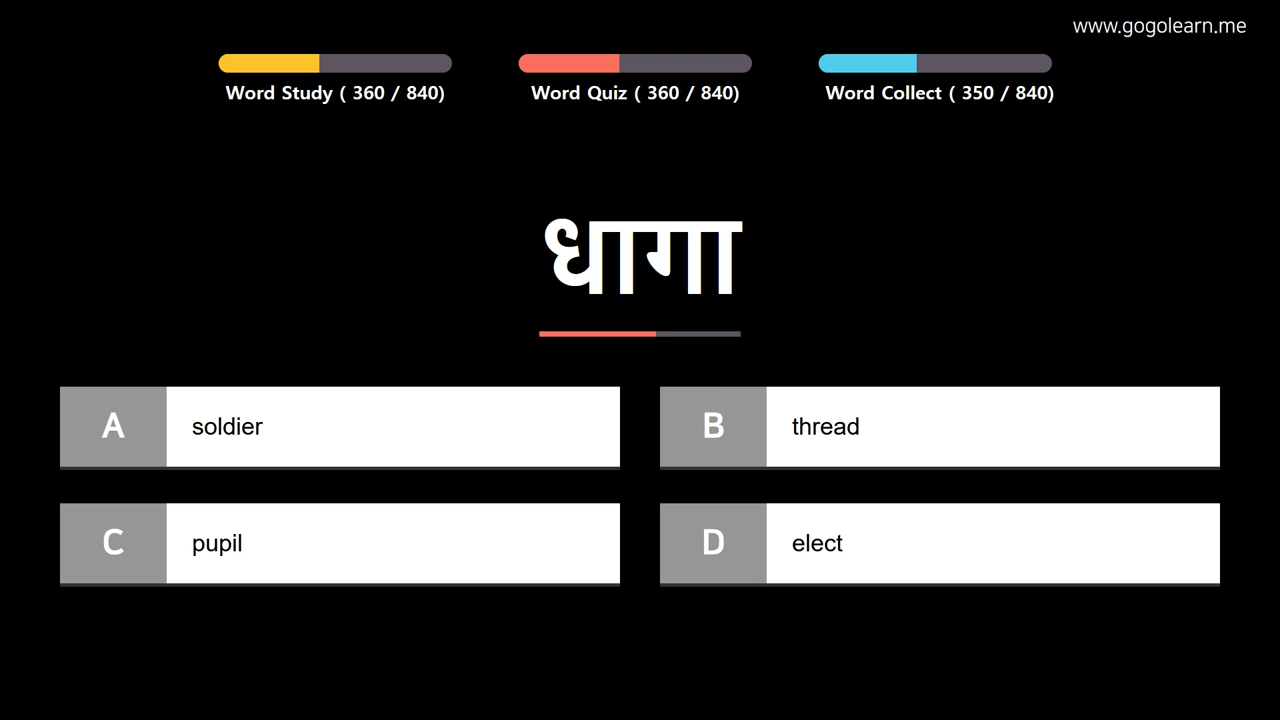 www.gogolearn.me
Word Study ( 360 / 840)
Word Quiz ( 360 / 840)
Word Collect ( 350 / 840)
धागा
A soldier
B thread
C pupil
D elect